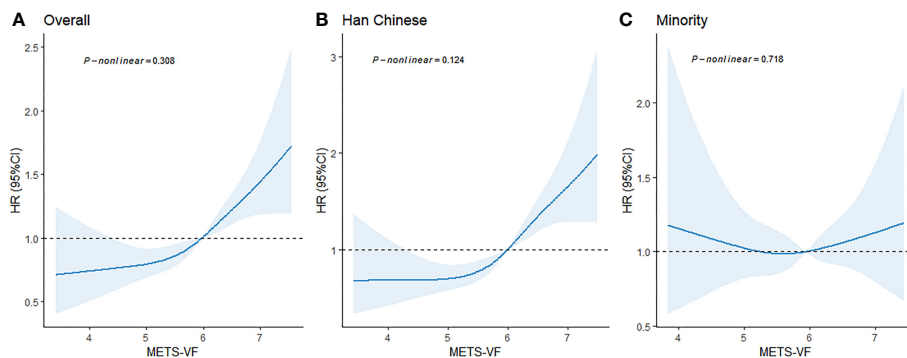 A Overall
2.5
2.0
1.5
1.0
0.5
HR (95%CI)
P-nonlinear=0.308
4 5 6 7
METS-VF
B Han Chinese
3
2
1
HR (95%CI)
P-nonlinear=0.124
4 5 6 7
METS-VF
C Minority
2.0
1.5
1.0
0.5
HR (95%CI)
P-nonlinear=0.718
4 5 6 7
METS-VF